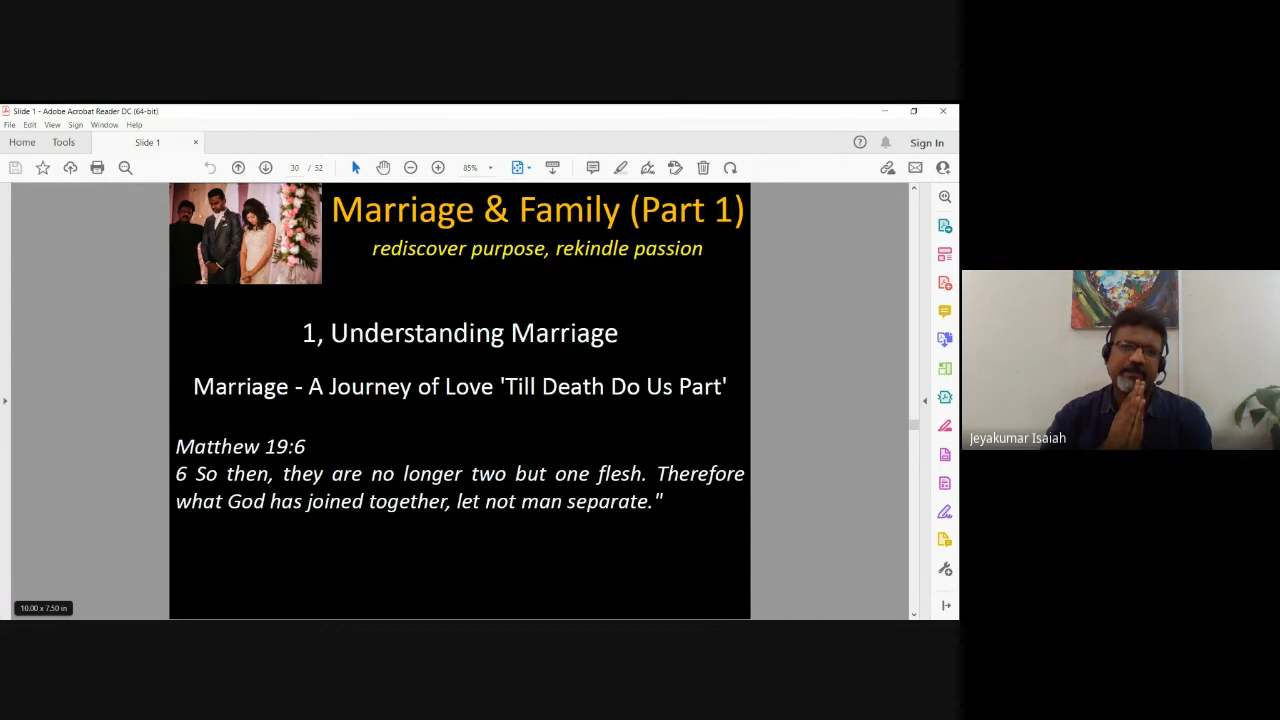 Slide 1 - Adobe Acrobat Reader DC (64-bit)
File Edit View Sign Window Help
Home Tools Slide 1 Sign In
30 / 52 85%
Marriage & Family (Part 1)
rediscover purpose, rekindle passion
1, Understanding Marriage
Marriage - A Journey of Love 'Till Death Do Us Part'
Matthew 19:6
6 So then, they are no longer two but one flesh. Therefore
what God has joined together, let not man separate."
10.00 x 7.50 in
Jeyakumar Isaiah